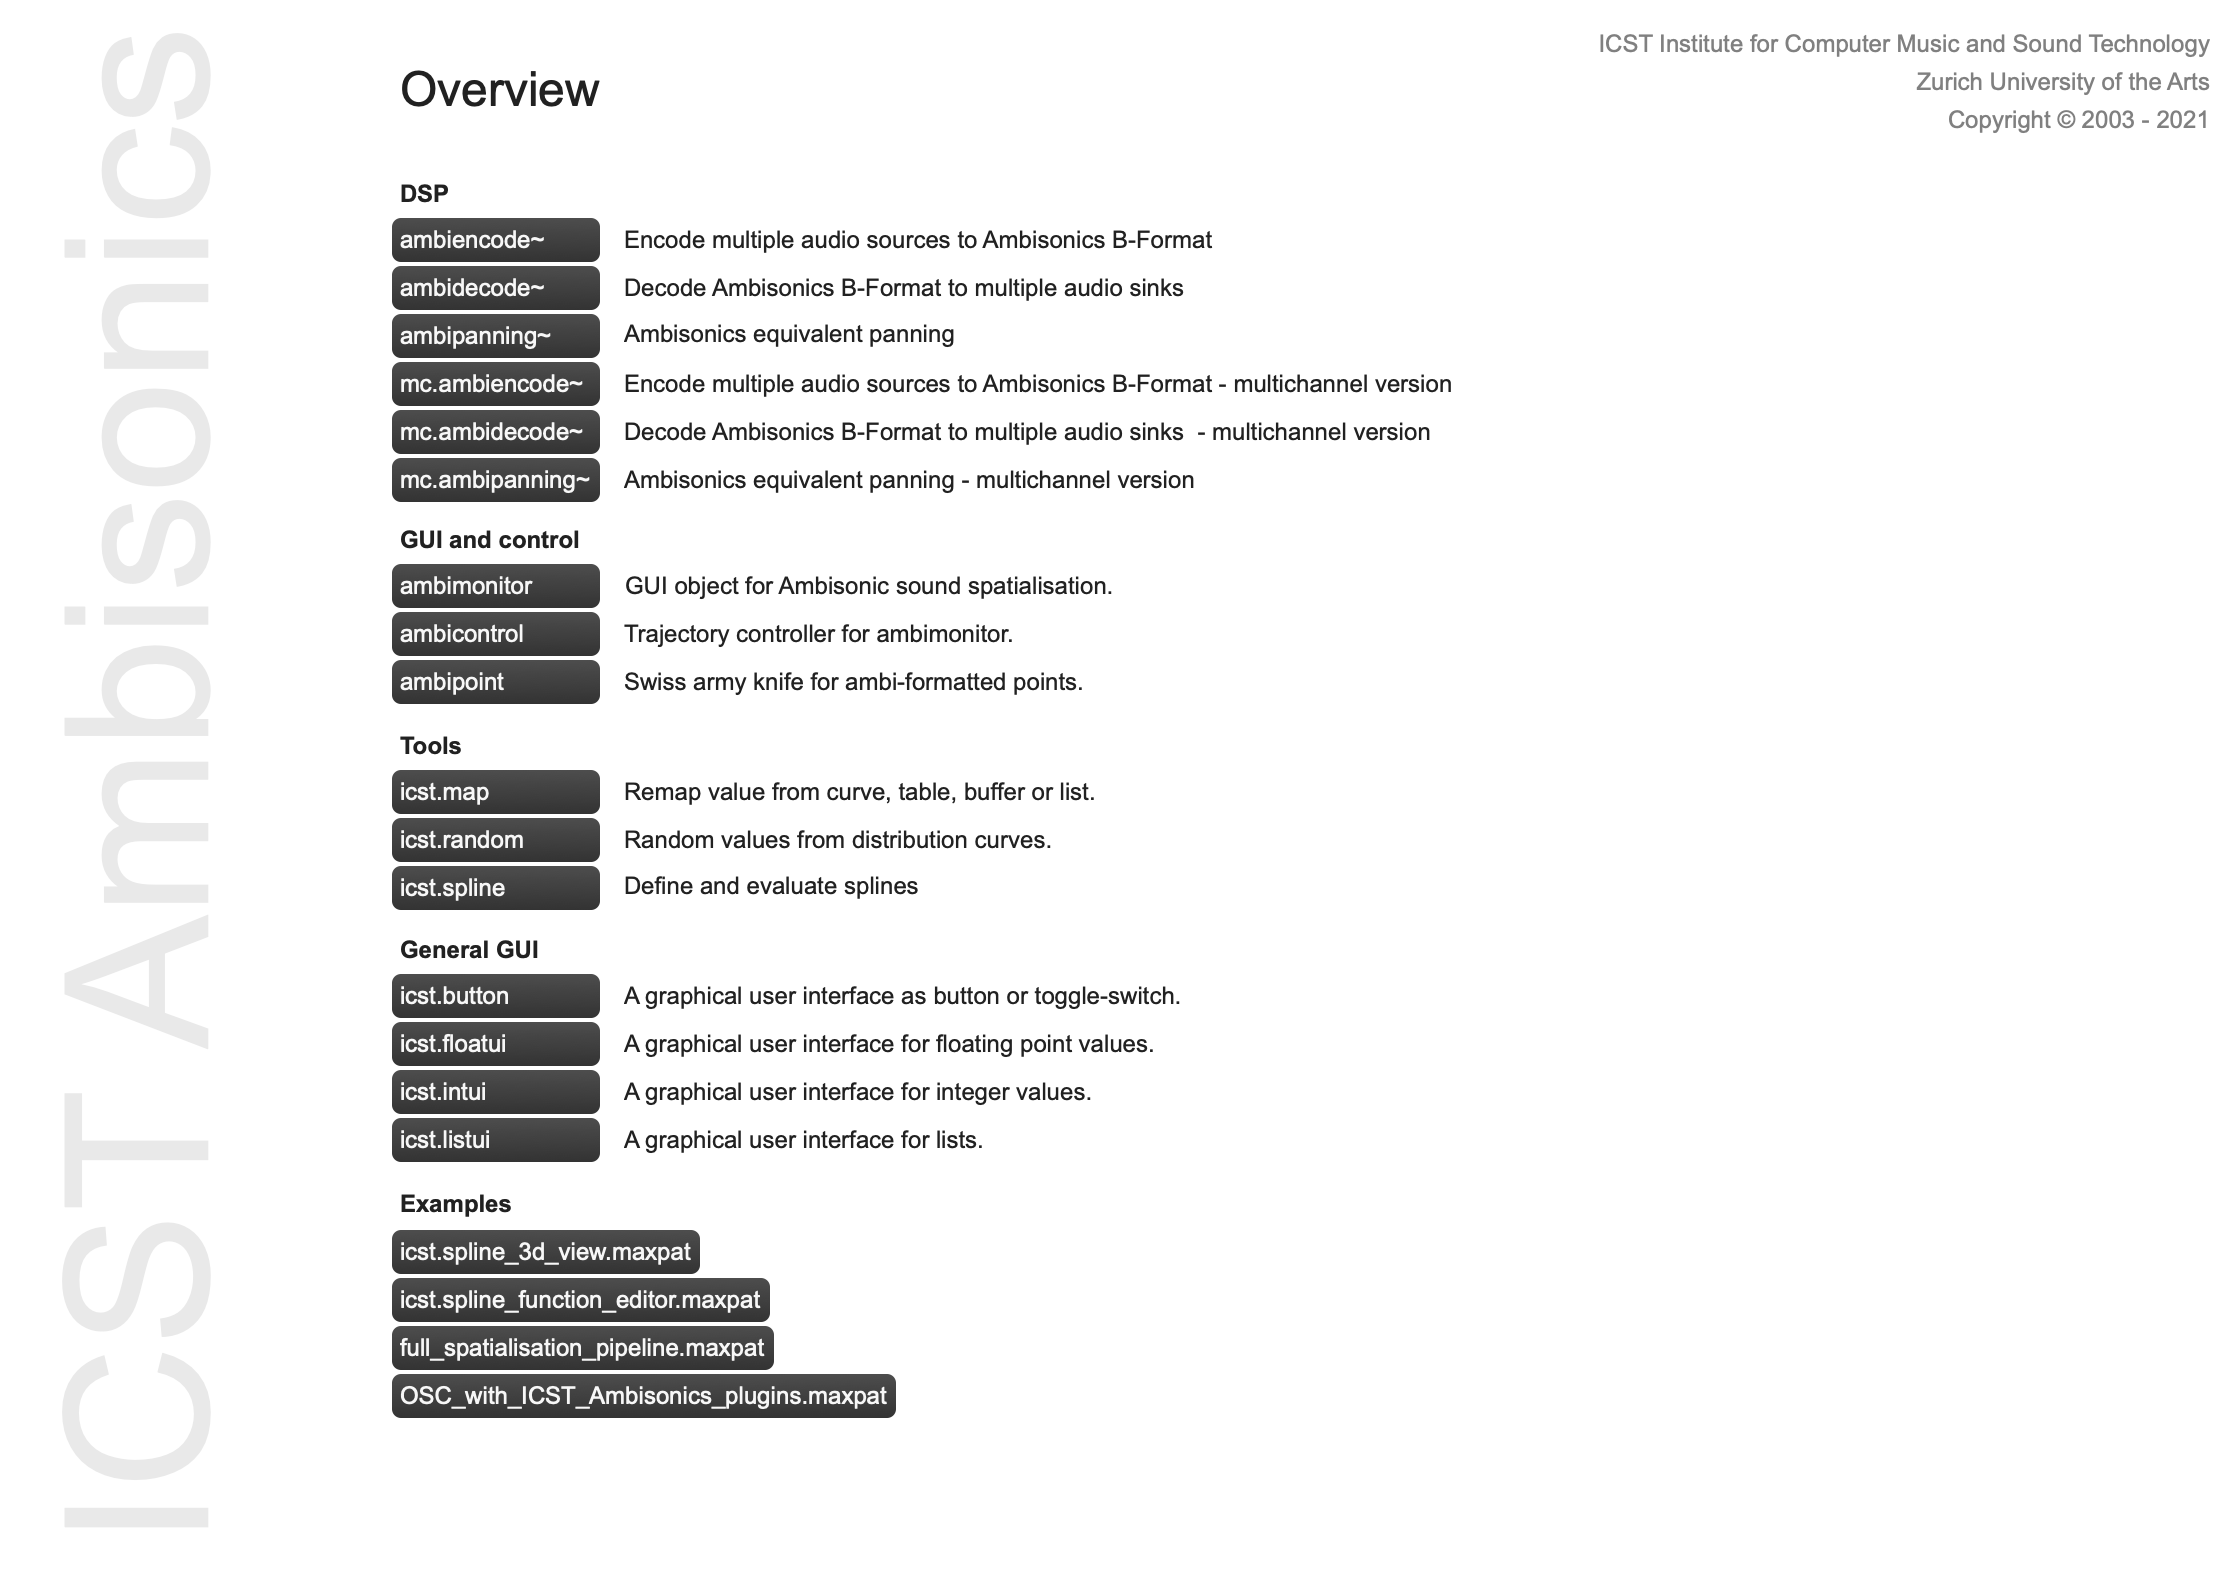 ICST Ambisonics
Overview
ICST Institute for Computer Music and Sound Technology
Zurich University of the Arts
Copyright © 2003 - 2021
DSP
ambiencode~ Encode multiple audio sources to Ambisonics B-Format
ambidecode~ Decode Ambisonics B-Format to multiple audio sinks
ambipanning~ Ambisonics equivalent panning
mc.ambiencode~ Encode multiple audio sources to Ambisonics B-Format - multichannel version
mc.ambidecode~ Decode Ambisonics B-Format to multiple audio sinks  - multichannel version
mc.ambipanning~ Ambisonics equivalent panning - multichannel version
GUI and control
ambimonitor GUI object for Ambisonic sound spatialisation.
ambicontrol Trajectory controller for ambimonitor.
ambipoint Swiss army knife for ambi-formatted points.
Tools
icst.map Remap value from curve, table, buffer or list.
icst.random Random values from distribution curves.
icst.spline Define and evaluate splines
General GUI
icst.button A graphical user interface as button or toggle-switch.
icst.floatui A graphical user interface for floating point values.
icst.intui A graphical user interface for integer values.
icst.listui A graphical user interface for lists.
Examples
icst.spline_3d_view.maxpat
icst.spline_function_editor.maxpat
full_spatialisation_pipeline.maxpat
OSC_with_ICST_Ambisonics_plugins.maxpat